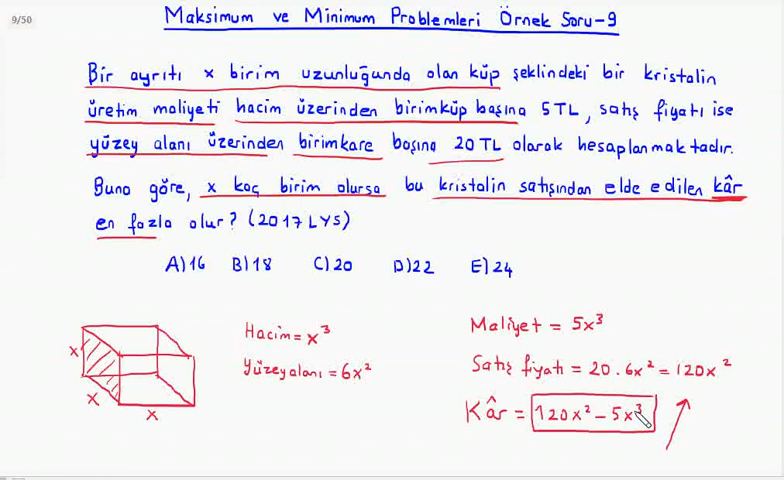 9/50
Maksimum ve Minimum Problemleri Örnek Soru-9
Bir ayrıtı x birim uzunluğunda olan küp şeklindeki bir kristalin
üretim maliyeti hacim üzerinden birimküp başına 5TL, satış fiyatı ise
yüzey alanı üzerinden birimkare başına 20 TL olarak hesaplanmaktadır.
Buna göre, x kaç birim olursa bu kristalin satışından elde edilen kâr
en fazla olur? (2017 LYS)
A)16 B)18 C)20 D)22 E)24
x
x
x
Hacim = x³
Yüzey alanı = 6x²
Maliyet = 5x³
Satış fiyatı = 20.6x² = 120x²
Kâr = 120x² - 5x³